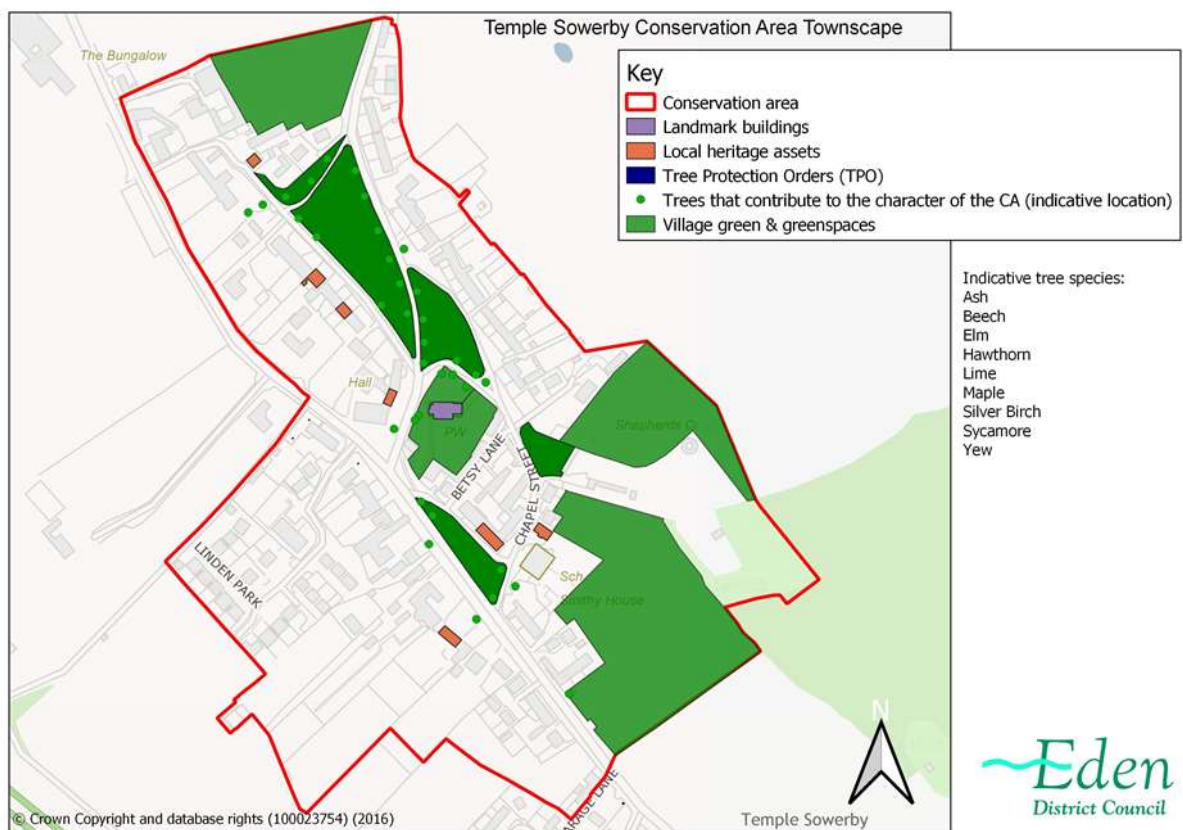 Temple Sowerby Conservation Area Townscape
Key
Conservation area
Landmark buildings
Local heritage assets
Tree Protection Orders (TPO)
Trees that contribute to the character of the CA (indicative location)
Village green & greenspaces
Indicative tree species:
Ash
Beech
Elm
Hawthorn
Lime
Maple
Silver Birch
Sycamore
Yew
The Bungalow
Hall
PW
Shepherds
BETSY LANE
CHAPEL STREET
Sch
Smithy House
LINDEN PARK
ARAGE LANE
N
Temple Sowerby
© Crown Copyright and database rights (100023754) (2016)
Eden
District Council